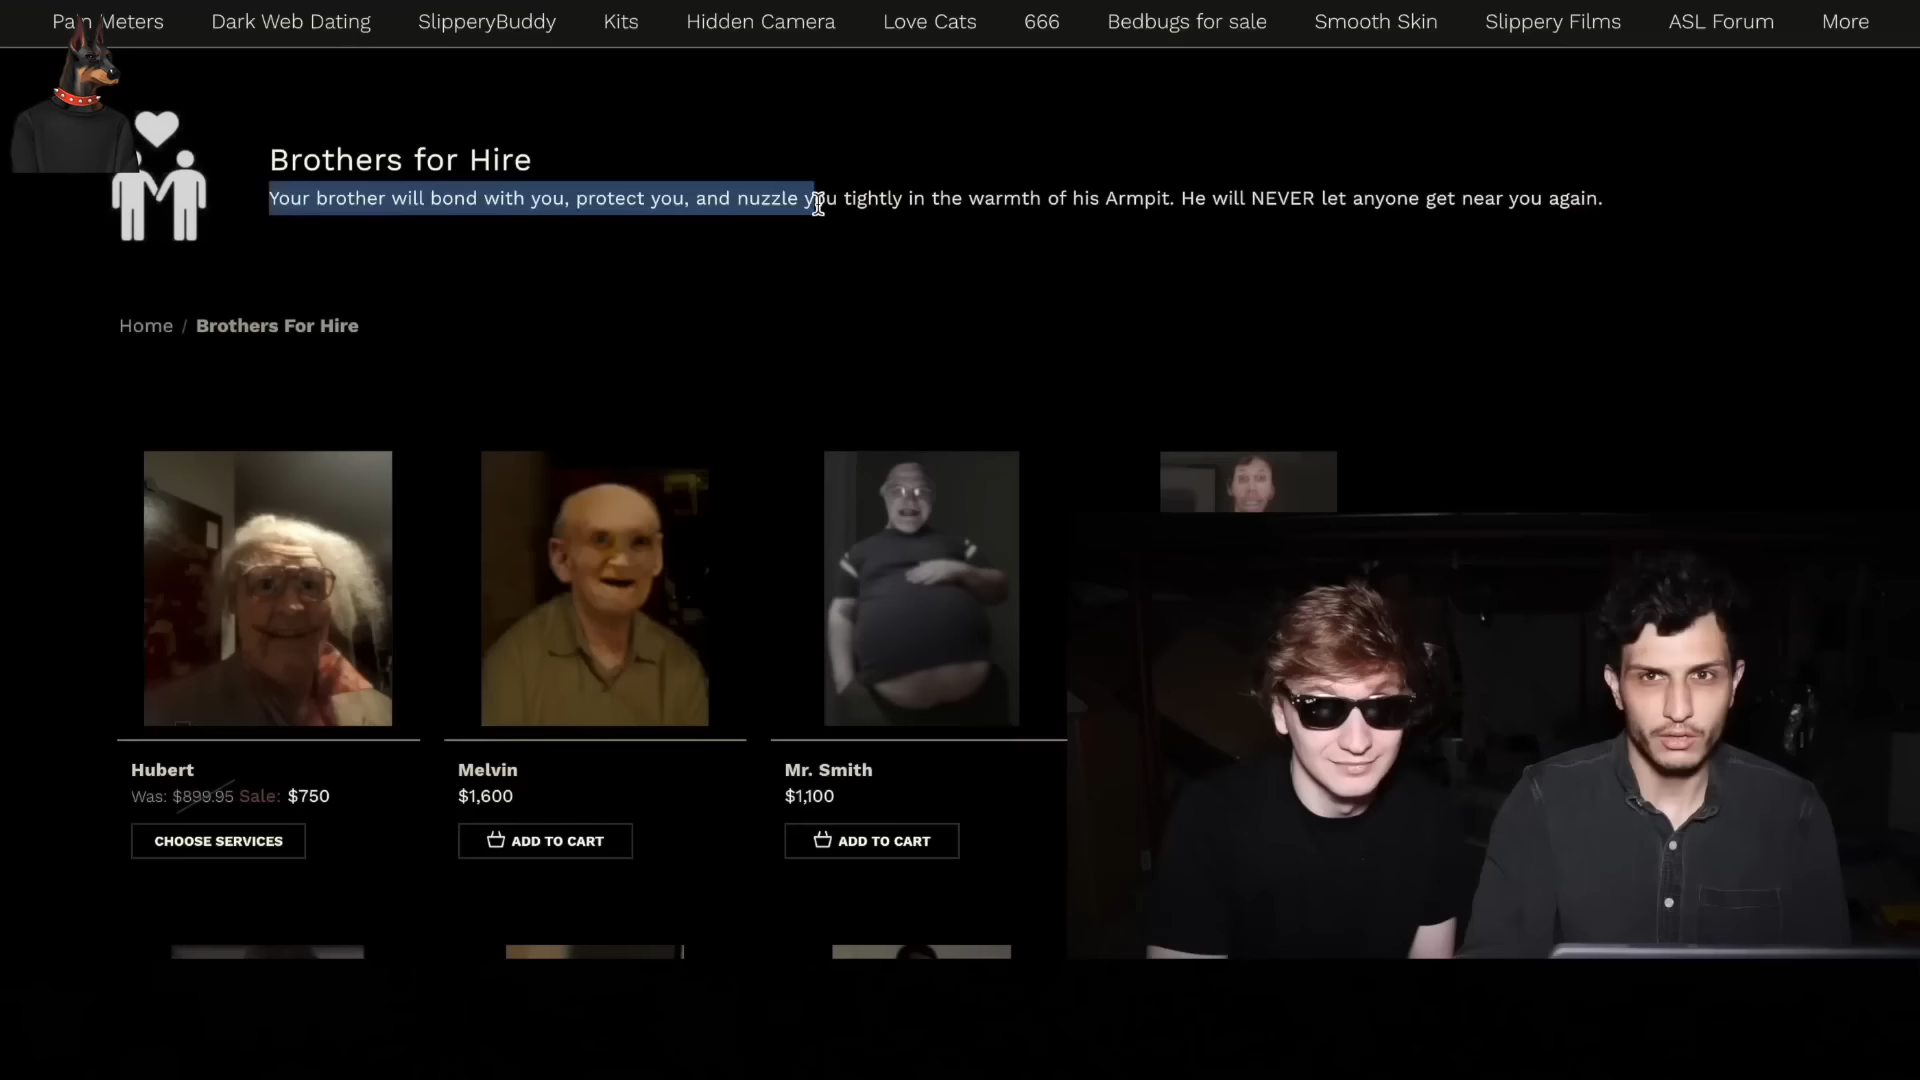 Pain Meters Dark Web Dating SlipperyBuddy Kits Hidden Camera Love Cats 666 Bedbugs for sale Smooth Skin Slippery Films ASL Forum More
Brothers for Hire
Your brother will bond with you, protect you, and nuzzle you tightly in the warmth of his Armpit. He will NEVER let anyone get near you again.
Home / Brothers For Hire
Hubert
Was: $899.95 Sale: $750
CHOOSE SERVICES
Melvin
$1,600
ADD TO CART
Mr. Smith
$1,100
ADD TO CART